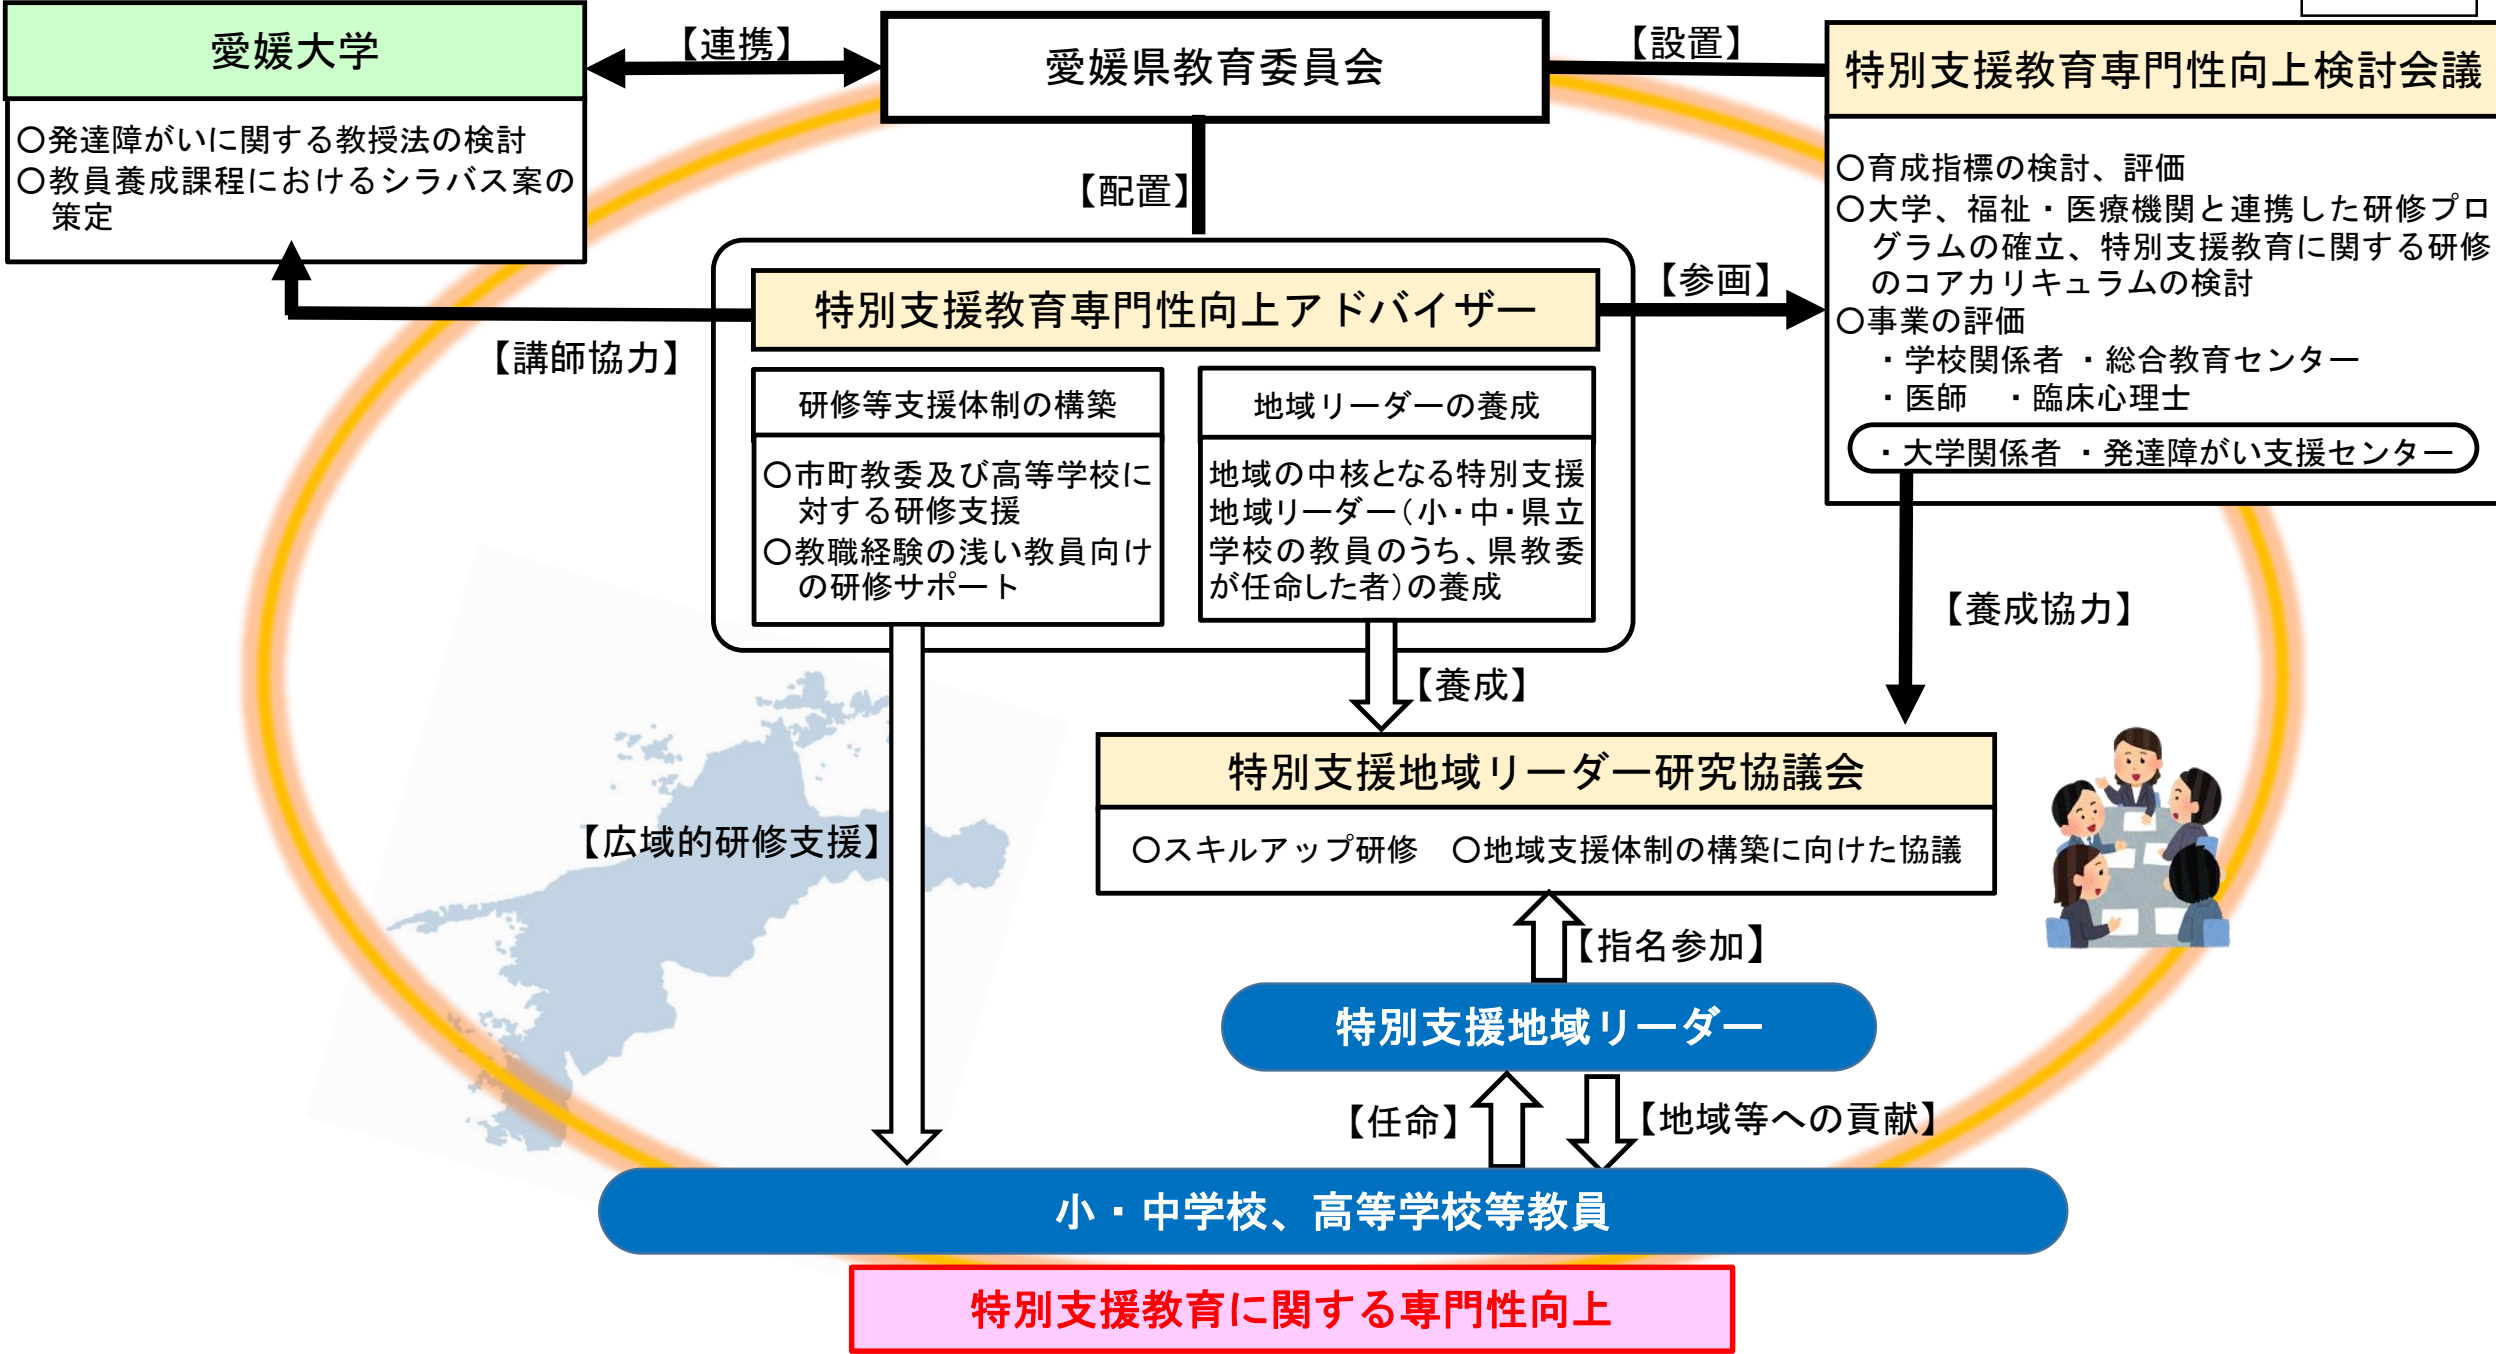 愛媛大学
○発達障がいに関する教授法の検討
○教員養成課程におけるシラバス案の
策定
【連携】
愛媛県教育委員会
【設置】
特別支援教育専門性向上検討会議
○育成指標の検討、評価
○大学、福祉・医療機関と連携した研修プロ
グラムの確立、特別支援教育に関する研修
のコアカリキュラムの検討
○事業の評価
・学校関係者 ・総合教育センター
・医師 ・臨床心理士
・大学関係者 ・発達障がい支援センター
【配置】
特別支援教育専門性向上アドバイザー
【参画】
【講師協力】
研修等支援体制の構築
○市町教委及び高等学校に
対する研修支援
○教職経験の浅い教員向け
の研修サポート
地域リーダーの養成
地域の中核となる特別支援
地域リーダー（小・中・県立
学校の教員のうち、県教委
が任命した者）の養成
【養成協力】
【養成】
特別支援地域リーダー研究協議会
○スキルアップ研修 ○地域支援体制の構築に向けた協議
【広域的研修支援】
【指名参加】
特別支援地域リーダー
【任命】
【地域等への貢献】
小・中学校、高等学校等教員
特別支援教育に関する専門性向上